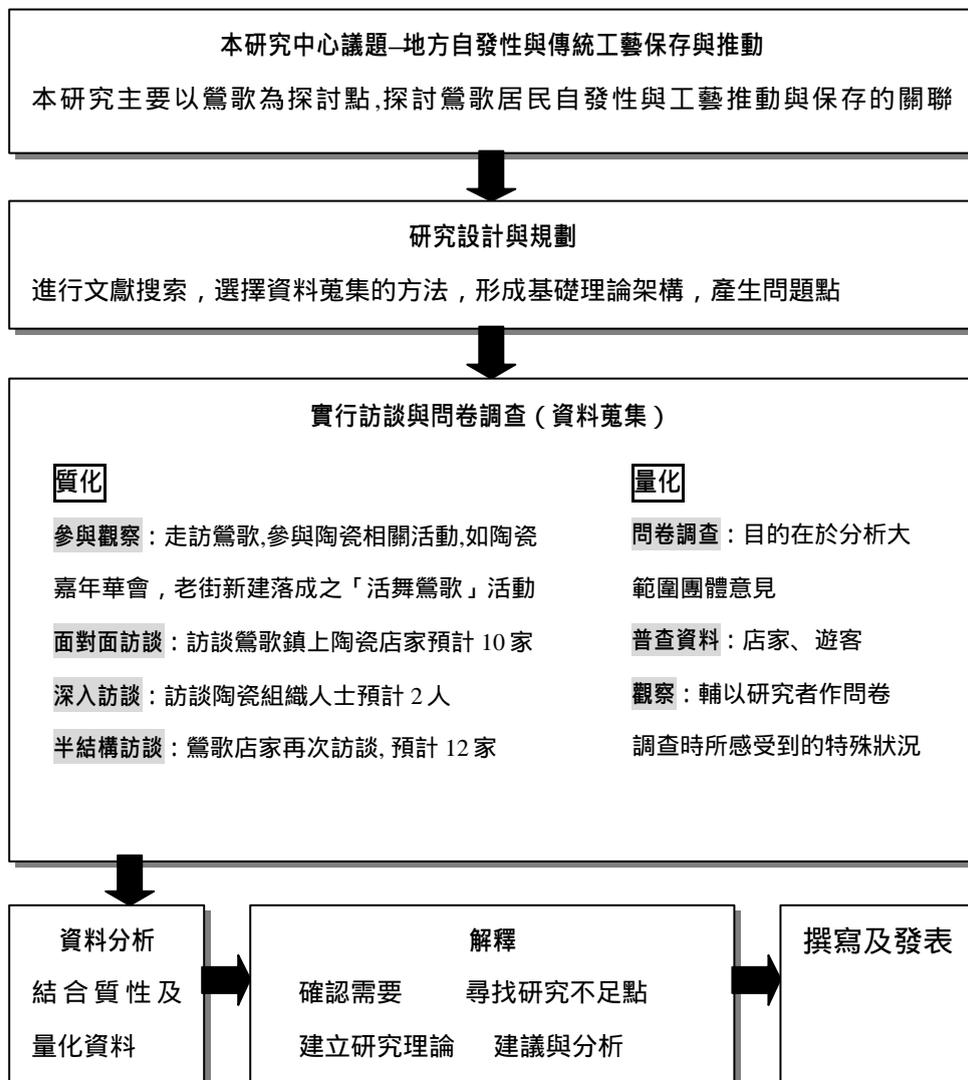 本研究中心議題–地方自發性與傳統工藝保存與推動
本研究主要以鶯歌為探討點,探討鶯歌居民自發性與工藝推動與保存的關聯
研究設計與規劃
進行文獻搜索，選擇資料蒐集的方法，形成基礎理論架構，產生問題點
實行訪談與問卷調查（資料蒐集）
質化
參與觀察：走訪鶯歌,參與陶瓷相關活動,如陶瓷
嘉年華會，老街新建落成之「活舞鶯歌」活動
面對面訪談：訪談鶯歌鎮上陶瓷店家預計 10 家
深入訪談：訪談陶瓷組織人士預計 2 人
半結構訪談：鶯歌店家再次訪談, 預計 12 家
量化
問卷調查：目的在於分析大
範圍團體意見
普查資料：店家、遊客
觀察：輔以研究者作問卷
調查時所感受到的特殊狀況
資料分析
結合質性及
量化資料
解釋
確認需要 尋找研究不足點
建立研究理論 建議與分析
撰寫及發表